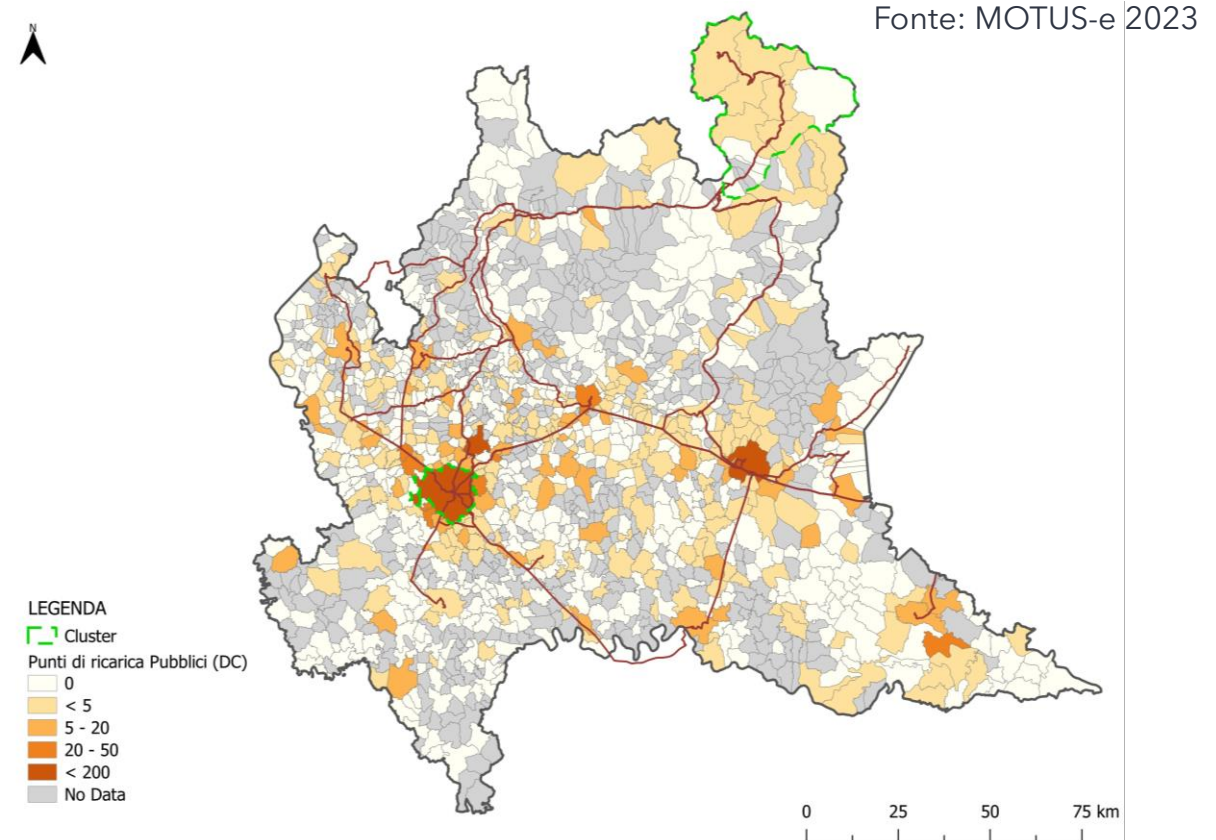 Fonte: MOTUS-e 2023
N
LEGENDA
Cluster
Punti di ricarica Pubblici (DC)
0
< 5
5 - 20
20 - 50
< 200
No Data
0 25 50 75 km